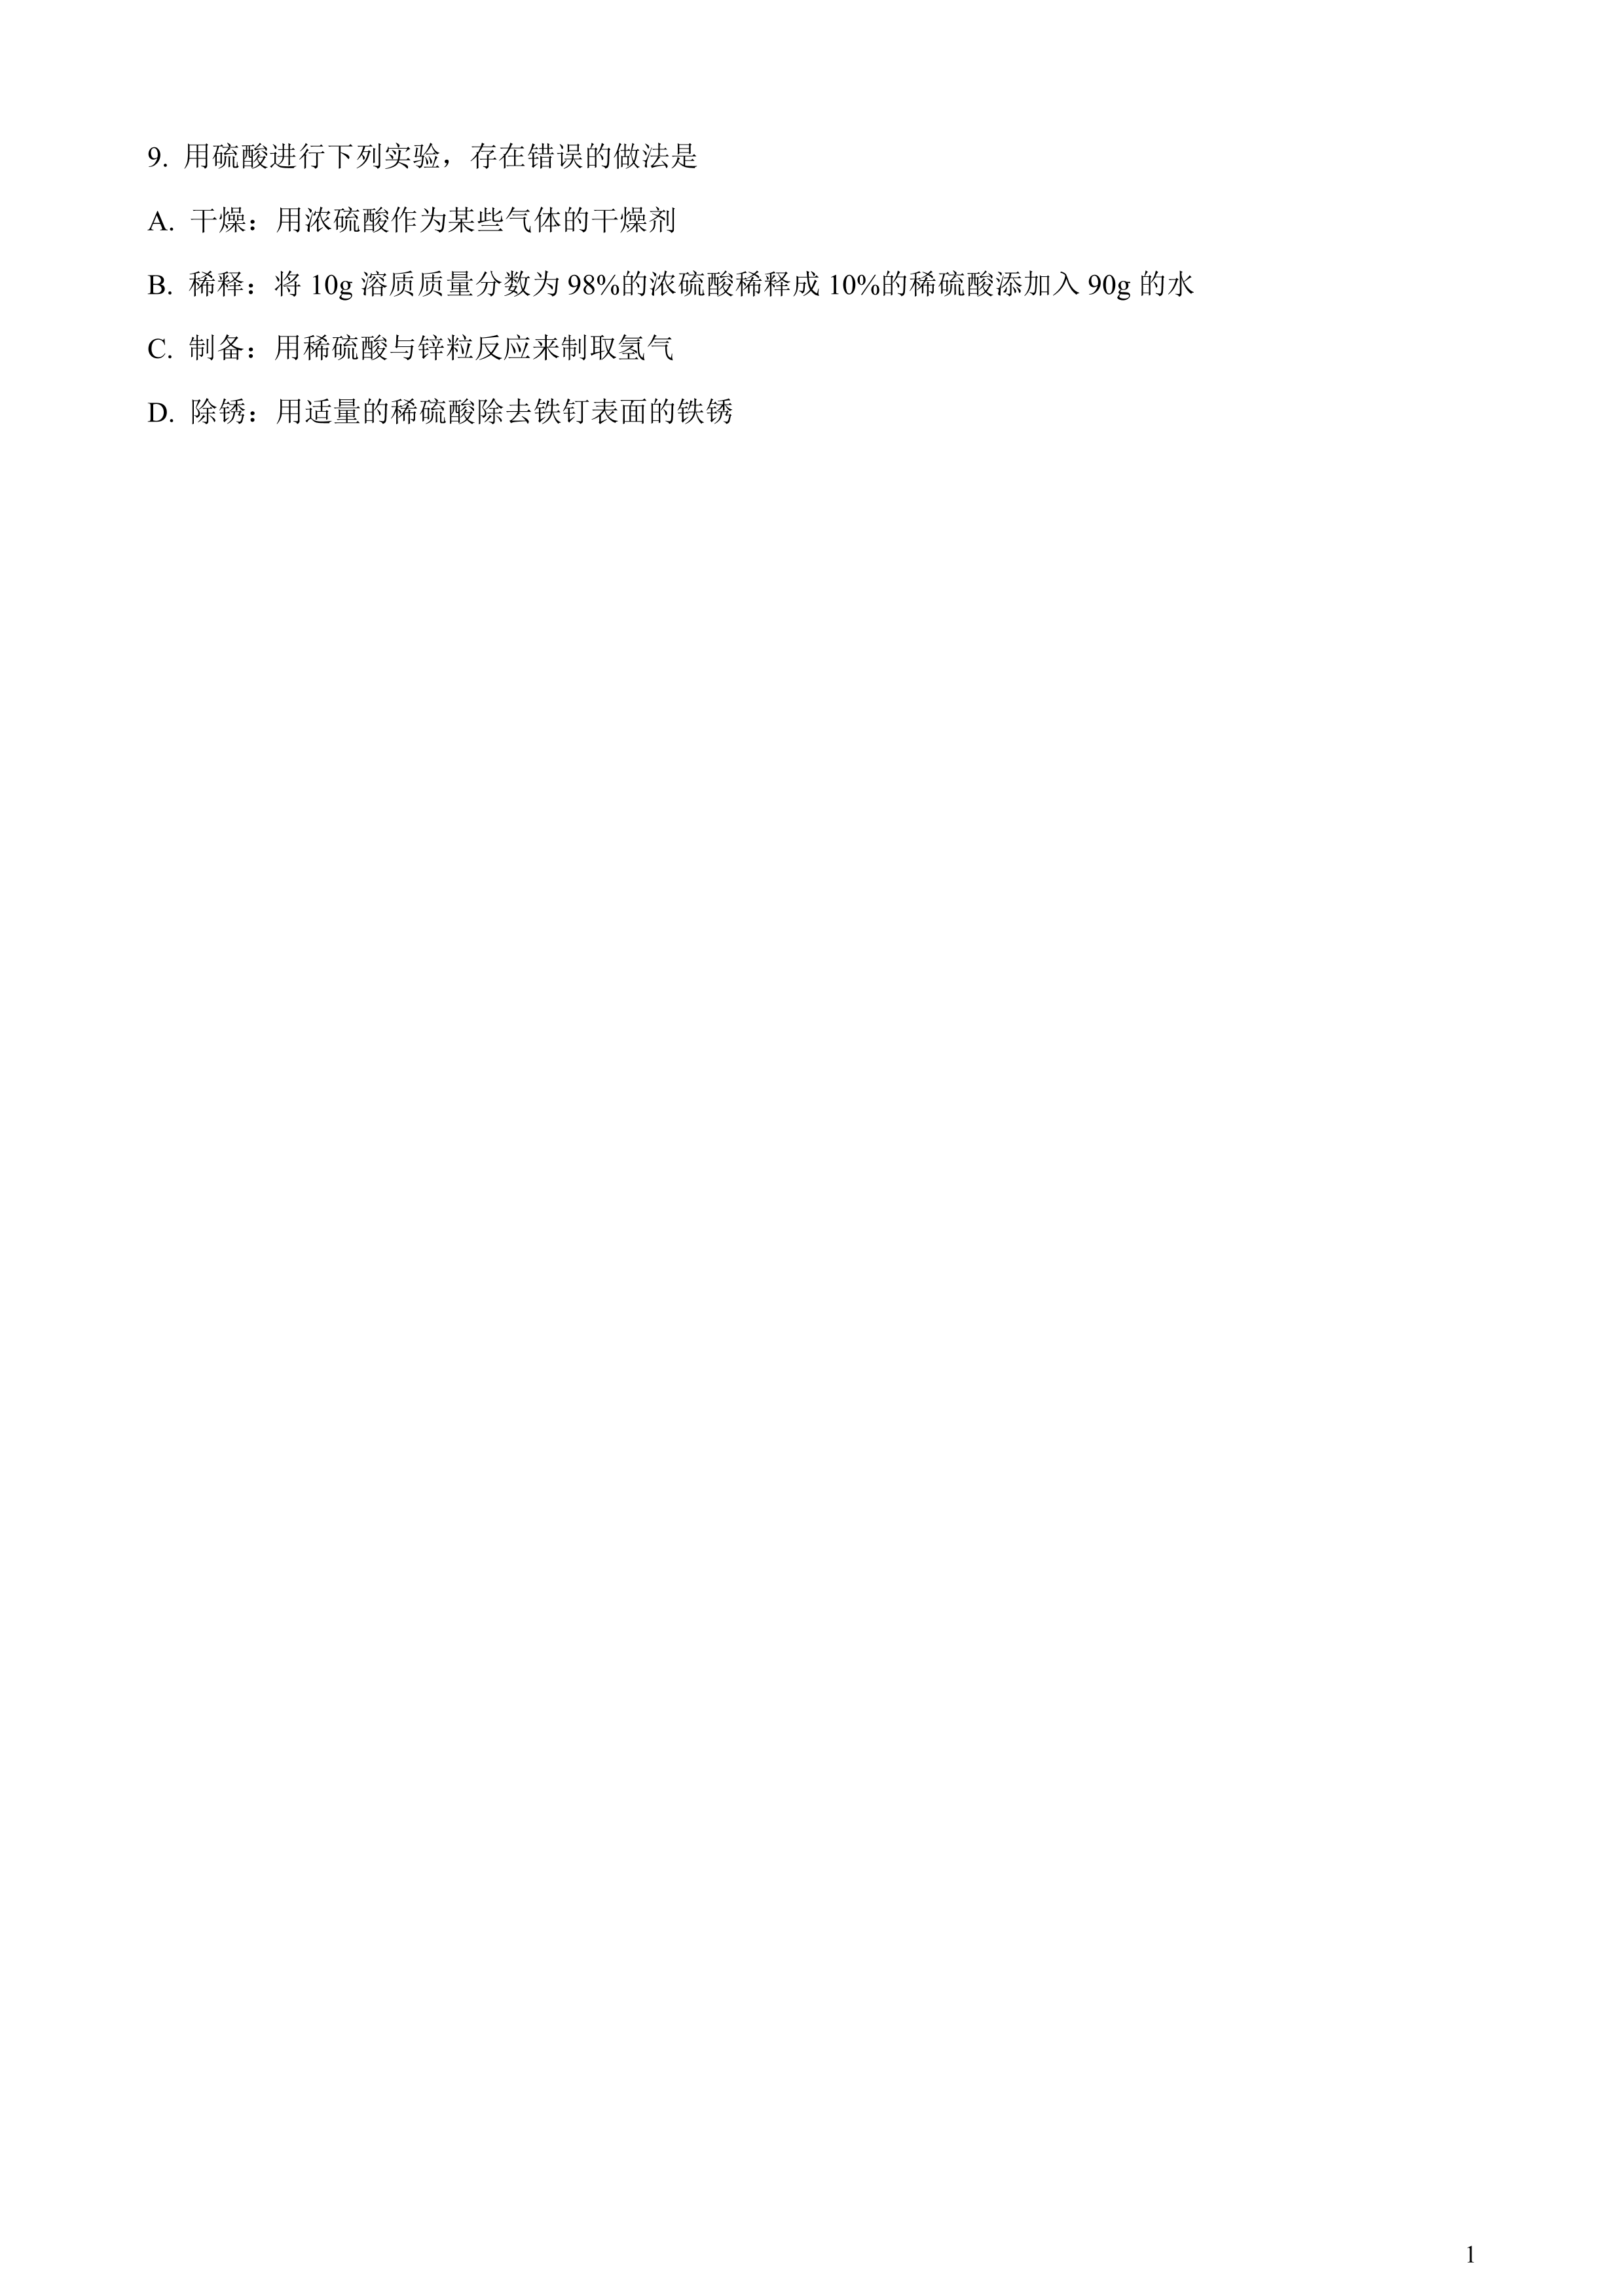 9. 用硫酸进行下列实验，存在错误的做法是
A. 干燥：用浓硫酸作为某些气体的干燥剂
B. 稀释：将 10g 溶质质量分数为 98%的浓硫酸稀释成 10%的稀硫酸添加入 90g 的水
C. 制备：用稀硫酸与锌粒反应来制取氢气
D. 除锈：用适量的稀硫酸除去铁钉表面的铁锈
1